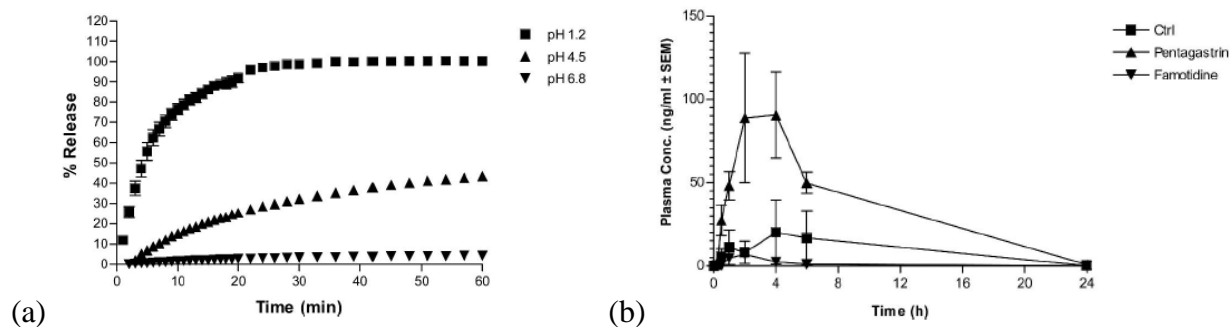 120
110
100
90
80
70
60
50
40
30
20
10
0
% Release
0 10 20 30 40 50 60
Time (min)
pH 1.2
pH 4.5
pH 6.8
(a)
150
100
50
0
Plasma Conc. (ng/ml ± SEM)
0 4 8 12 16 20 24
Time (h)
Ctrl
Pentagastrin
Famotidine
(b)